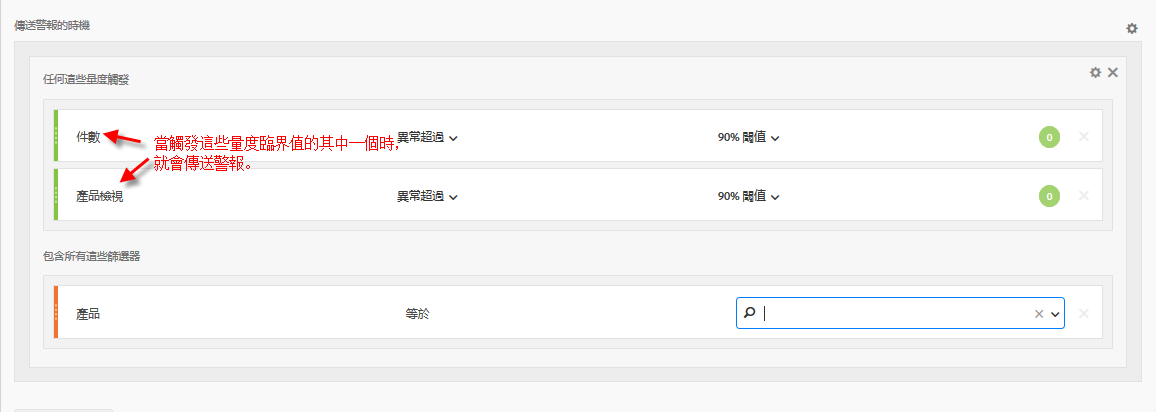 傳送警報的時機
任何這些量度觸發
件數 異常超過 90% 閾值 0
當觸發這些量度臨界值的其中一個時，
就會傳送警報。
產品檢視 異常超過 90% 閾值 0
包含所有這些篩選器
產品 等於